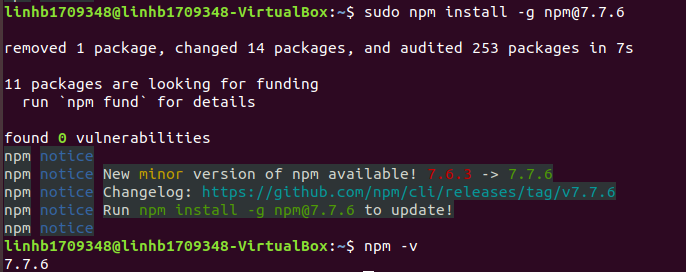 linhb1709348@linhb1709348-VirtualBox:~$ sudo npm install -g npm@7.7.6
removed 1 package, changed 14 packages, and audited 253 packages in 7s
11 packages are looking for funding
  run `npm fund` for details
found 0 vulnerabilities
npm notice
npm notice New minor version of npm available! 7.6.3 -> 7.7.6
npm notice Changelog: https://github.com/npm/cli/releases/tag/v7.7.6
npm notice Run npm install -g npm@7.7.6 to update!
npm notice
linhb1709348@linhb1709348-VirtualBox:~$ npm -v
7.7.6